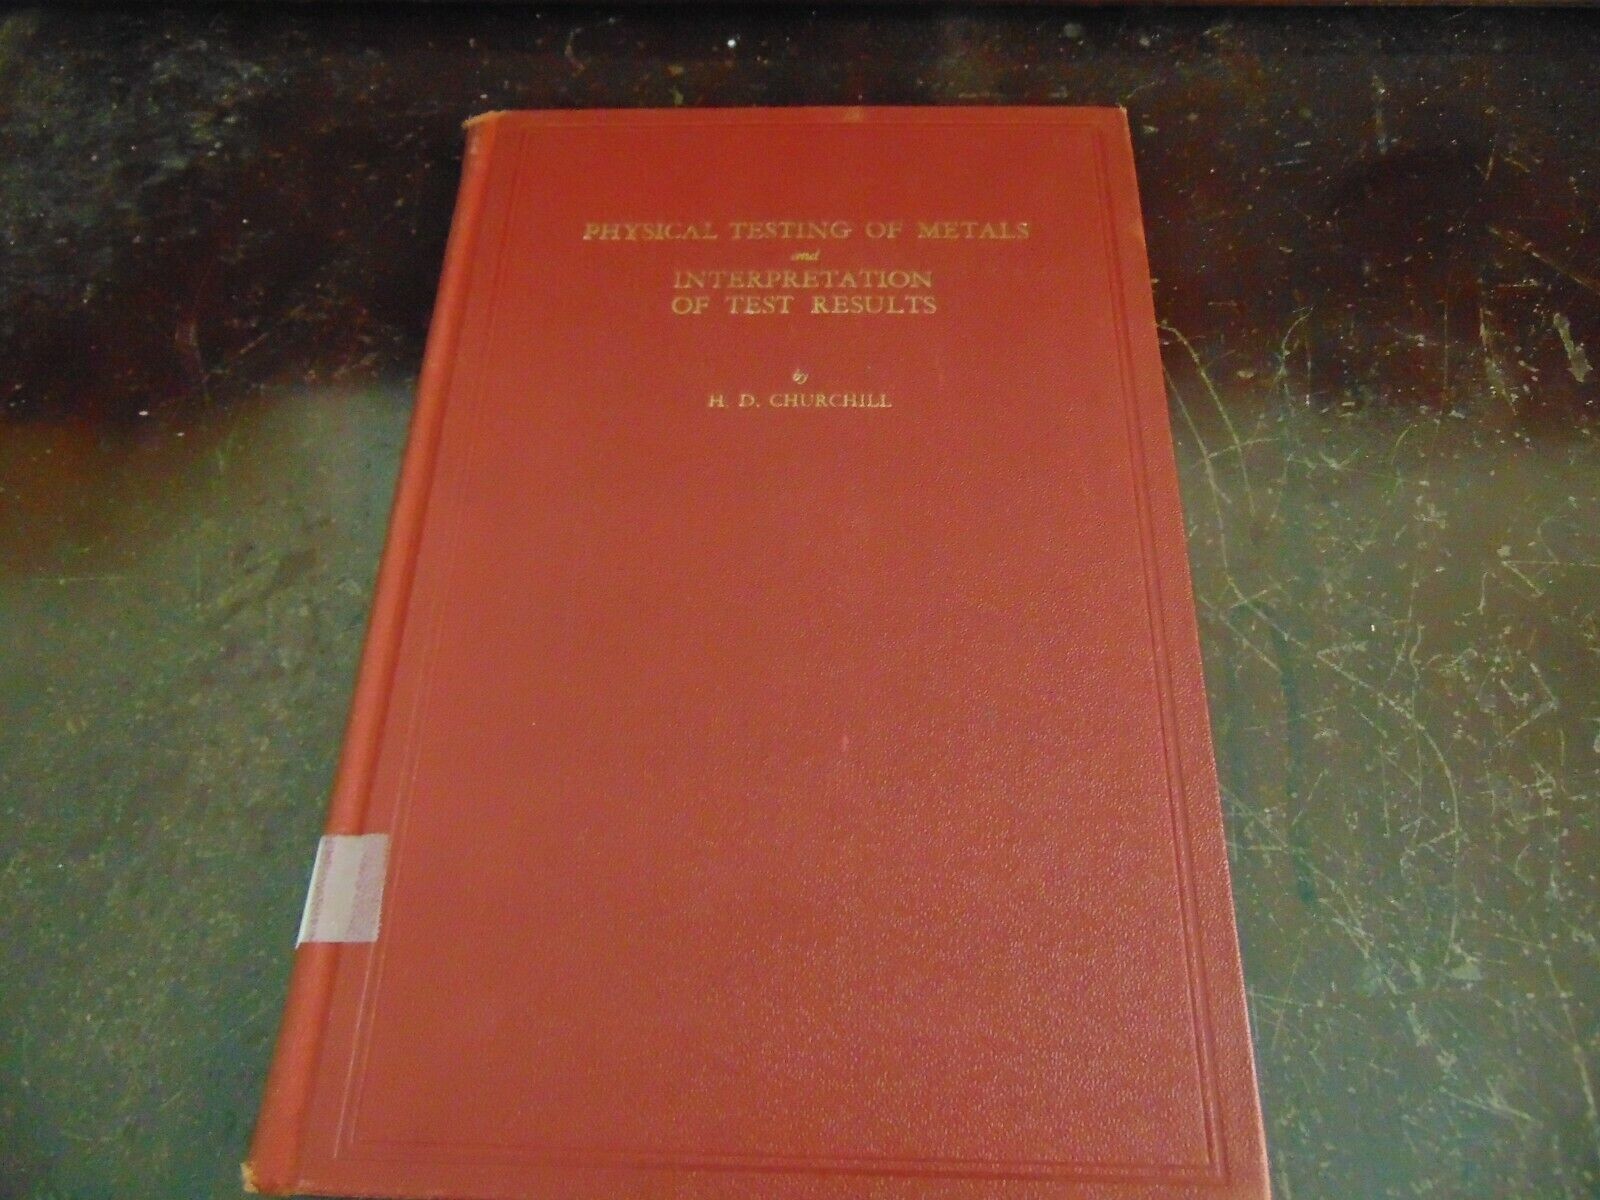 PHYSICAL TESTING OF METALS
and
INTERPRETATION
OF TEST RESULTS
by
H. D. CHURCHILL